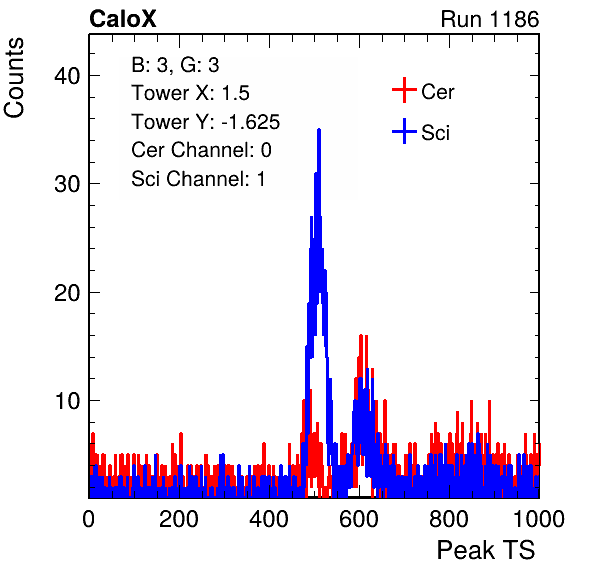 CaloX Run 1186
Counts
B: 3, G: 3
Tower X: 1.5
Tower Y: -1.625
Cer Channel: 0
Sci Channel: 1
Cer
Sci
40
30
20
10
0 200 400 600 800 1000
Peak TS